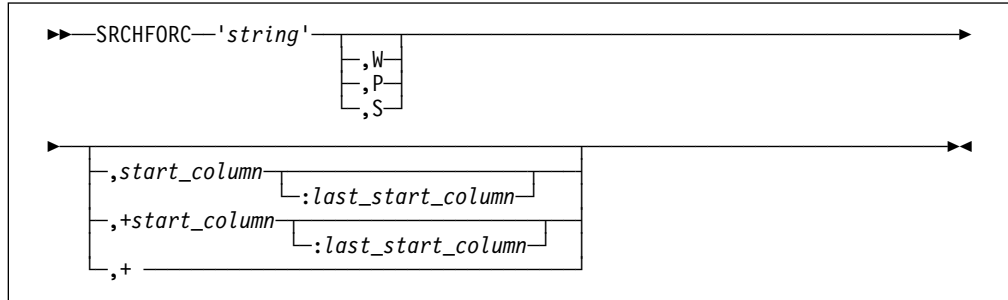 ▶▶──SRCHFORC──'string'
,W
,P
,S
,start_column
:last_start_column
,+start_column
:last_start_column
,+